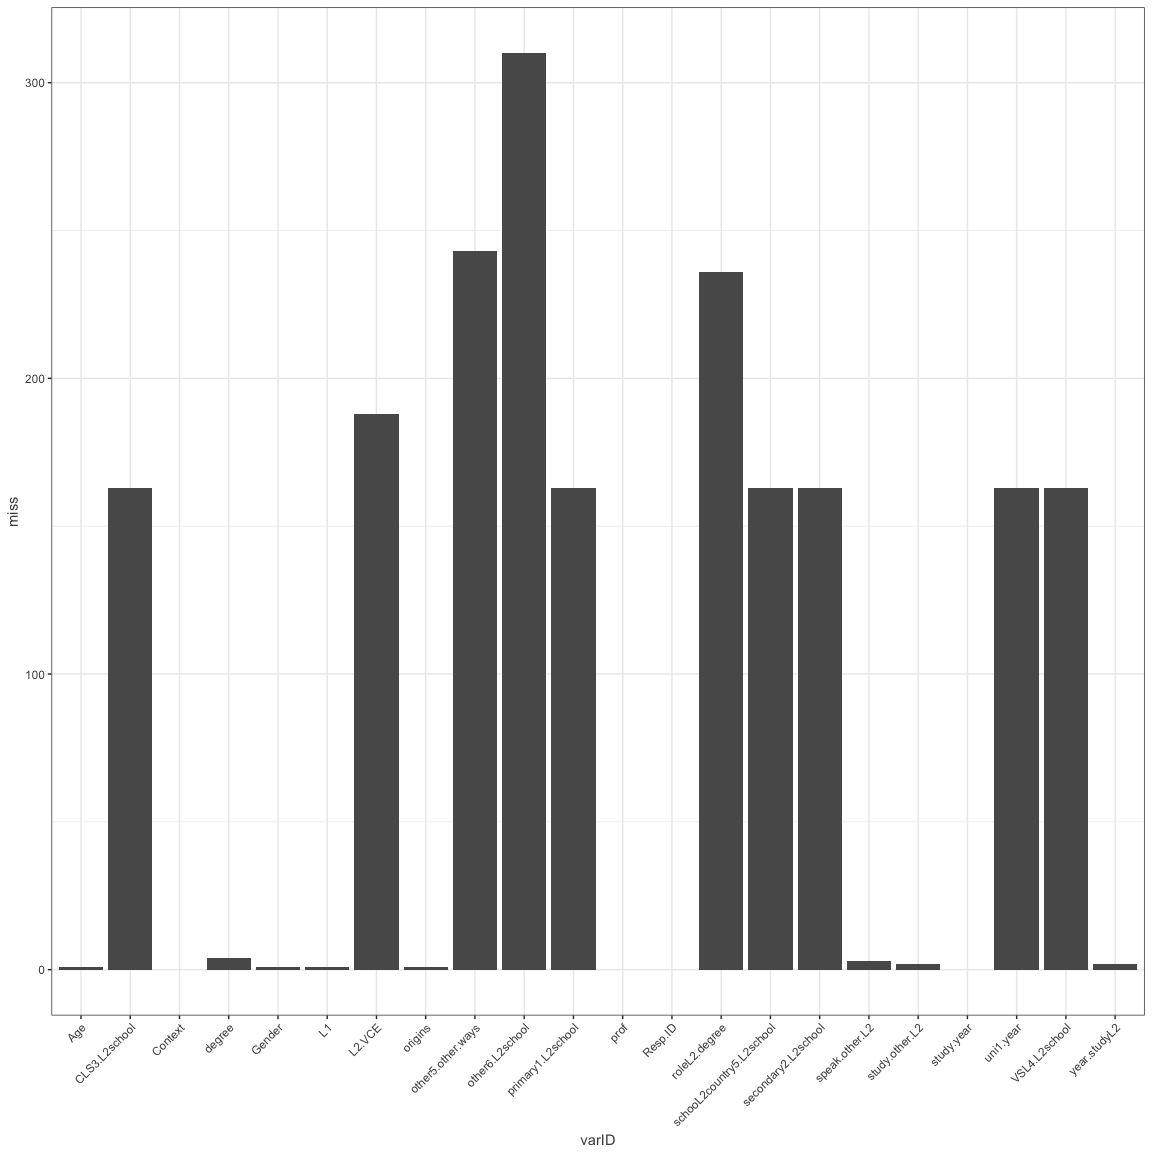 miss
300
200
100
0
Age
CLS3.L2school
Context
degree
Gender
L1
L2.VCE
origins
other5.other.ways
other6.L2school
primary1.L2school
prof
Resp.ID
roleL2.degree
schooL2country5.L2school
secondary2.L2school
speak.other.L2
study.other.L2
study.year
uni1.year
VSL4.L2school
year.studyL2
varID